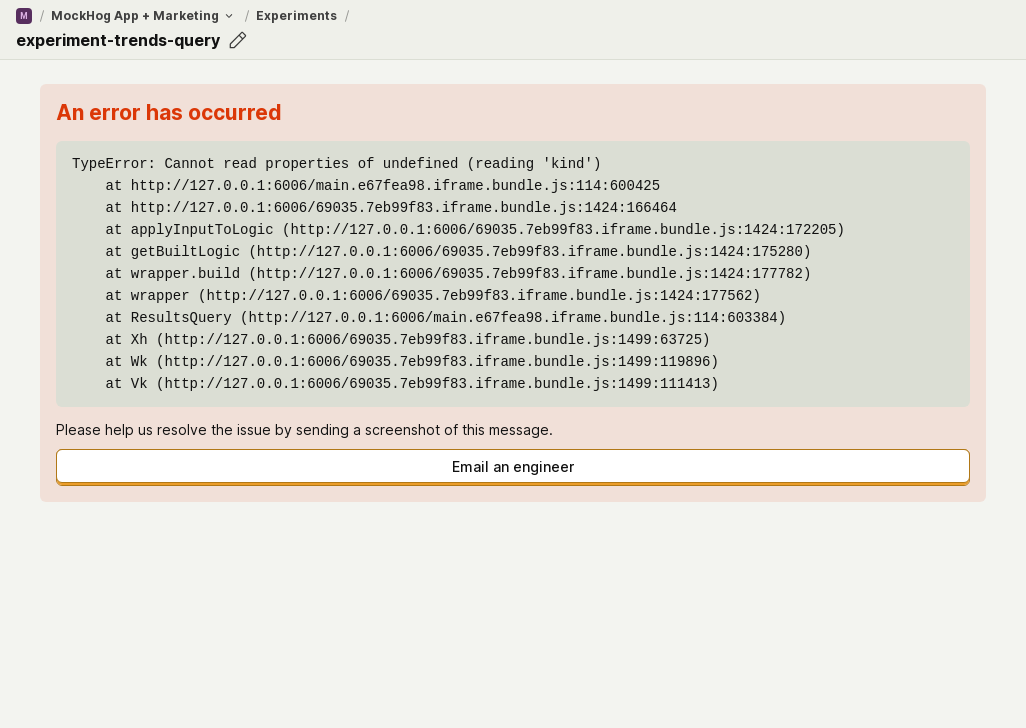 M / MockHog App + Marketing / Experiments /
experiment-trends-query
An error has occurred
TypeError: Cannot read properties of undefined (reading 'kind')
at http://127.0.0.1:6006/main.e67fea98.iframe.bundle.js:114:600425
at http://127.0.0.1:6006/69035.7eb99f83.iframe.bundle.js:1424:166464
at applyInputToLogic (http://127.0.0.1:6006/69035.7eb99f83.iframe.bundle.js:1424:172205)
at getBuiltLogic (http://127.0.0.1:6006/69035.7eb99f83.iframe.bundle.js:1424:175280)
at wrapper.build (http://127.0.0.1:6006/69035.7eb99f83.iframe.bundle.js:1424:177782)
at wrapper (http://127.0.0.1:6006/69035.7eb99f83.iframe.bundle.js:1424:177562)
at ResultsQuery (http://127.0.0.1:6006/main.e67fea98.iframe.bundle.js:114:603384)
at Xh (http://127.0.0.1:6006/69035.7eb99f83.iframe.bundle.js:1499:63725)
at Wk (http://127.0.0.1:6006/69035.7eb99f83.iframe.bundle.js:1499:119896)
at Vk (http://127.0.0.1:6006/69035.7eb99f83.iframe.bundle.js:1499:111413)
Please help us resolve the issue by sending a screenshot of this message.
Email an engineer